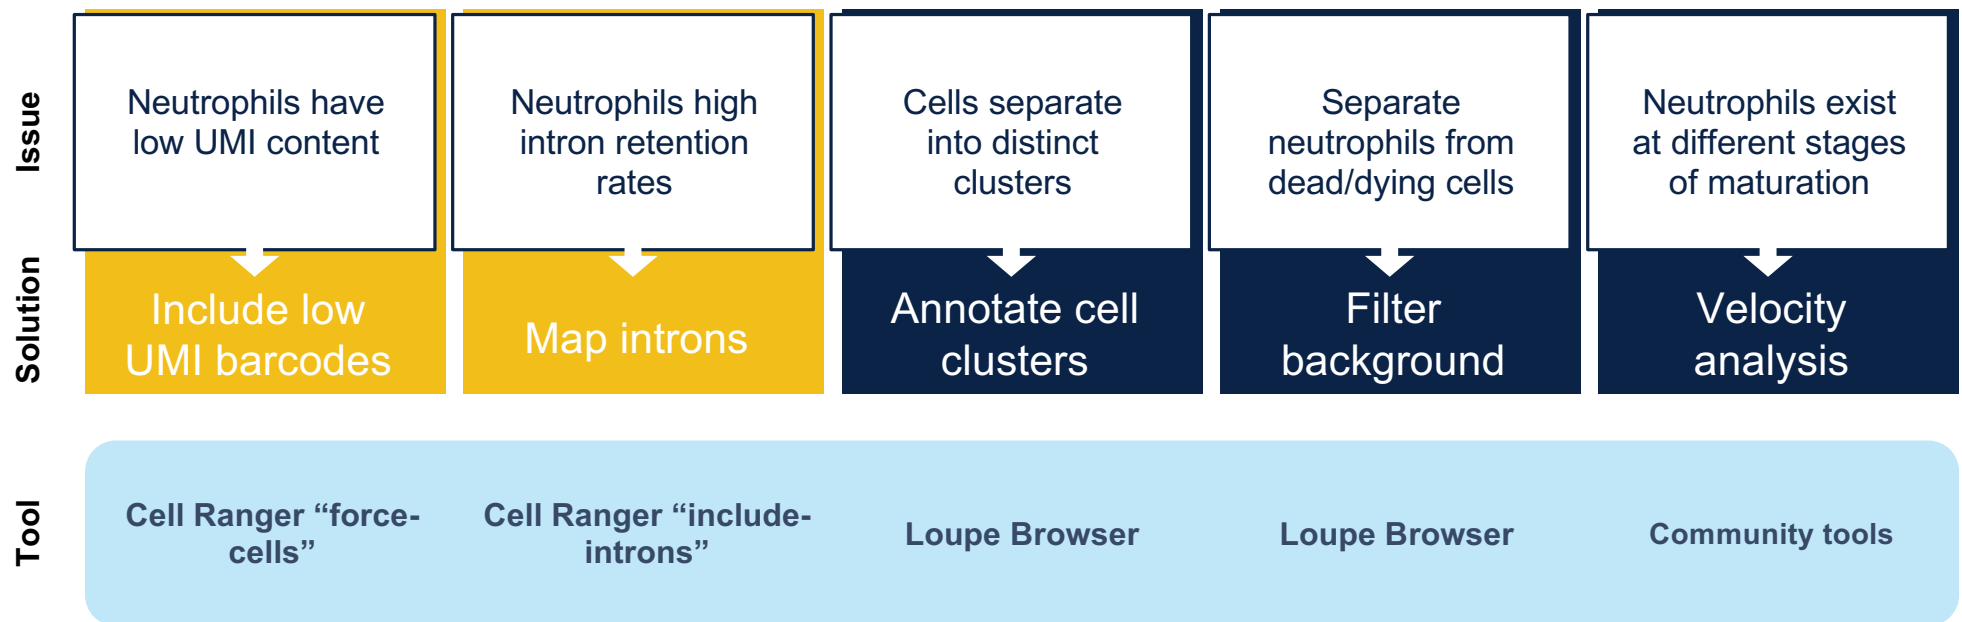 Issue
Neutrophils have
low UMI content
Neutrophils high
intron retention
rates
Cells separate
into distinct
clusters
Separate
neutrophils from
dead/dying cells
Neutrophils exist
at different stages
of maturation
Solution
Include low
UMI barcodes
Map introns
Annotate cell
clusters
Filter
background
Velocity
analysis
Tool
Cell Ranger “force-
cells”
Cell Ranger “include-
introns”
Loupe Browser
Loupe Browser
Community tools